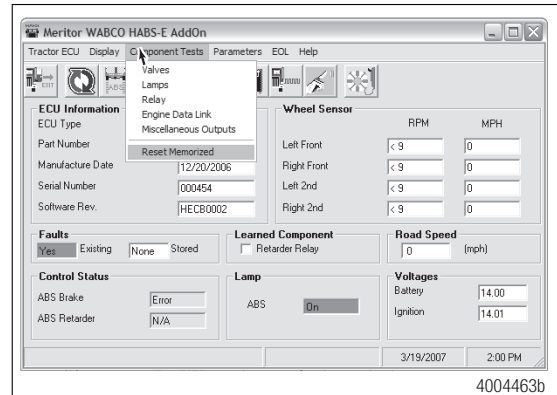 Meritor WABCO HABS-E AddOn
Tractor ECU Display Component Tests Parameters EOL Help
EXIT
ABS
Valves
Lamps
Relay
Engine Data Link
Miscellaneous Outputs
Reset Memorized
ECU Information
ECU Type
Part Number
Manufacture Date 12/20/2006
Serial Number 000454
Software Rev. HECB0002
Wheel Sensor
RPM MPH
Left Front < 9 0
Right Front < 9 0
Left 2nd < 9 0
Right 2nd < 9 0
Faults
Yes Existing None Stored
Learned Component
Retarder Relay
Road Speed
0 (mph)
Control Status
ABS Brake Error
ABS Retarder N/A
Lamp
ABS On
Voltages
Battery 14.00
Ignition 14.01
3/19/2007 2:00 PM
4004463b